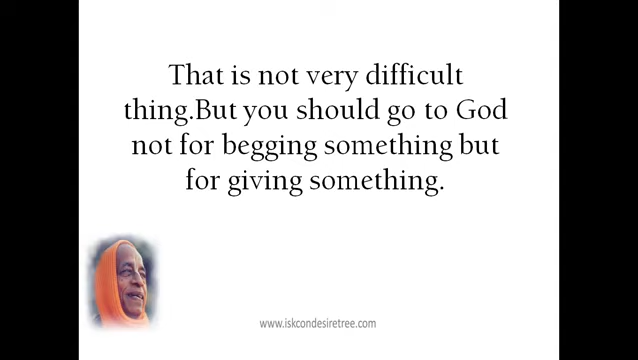 That is not very difficult
thing.But you should go to God
not for begging something but
for giving something.
www.iskcondesiretree.com